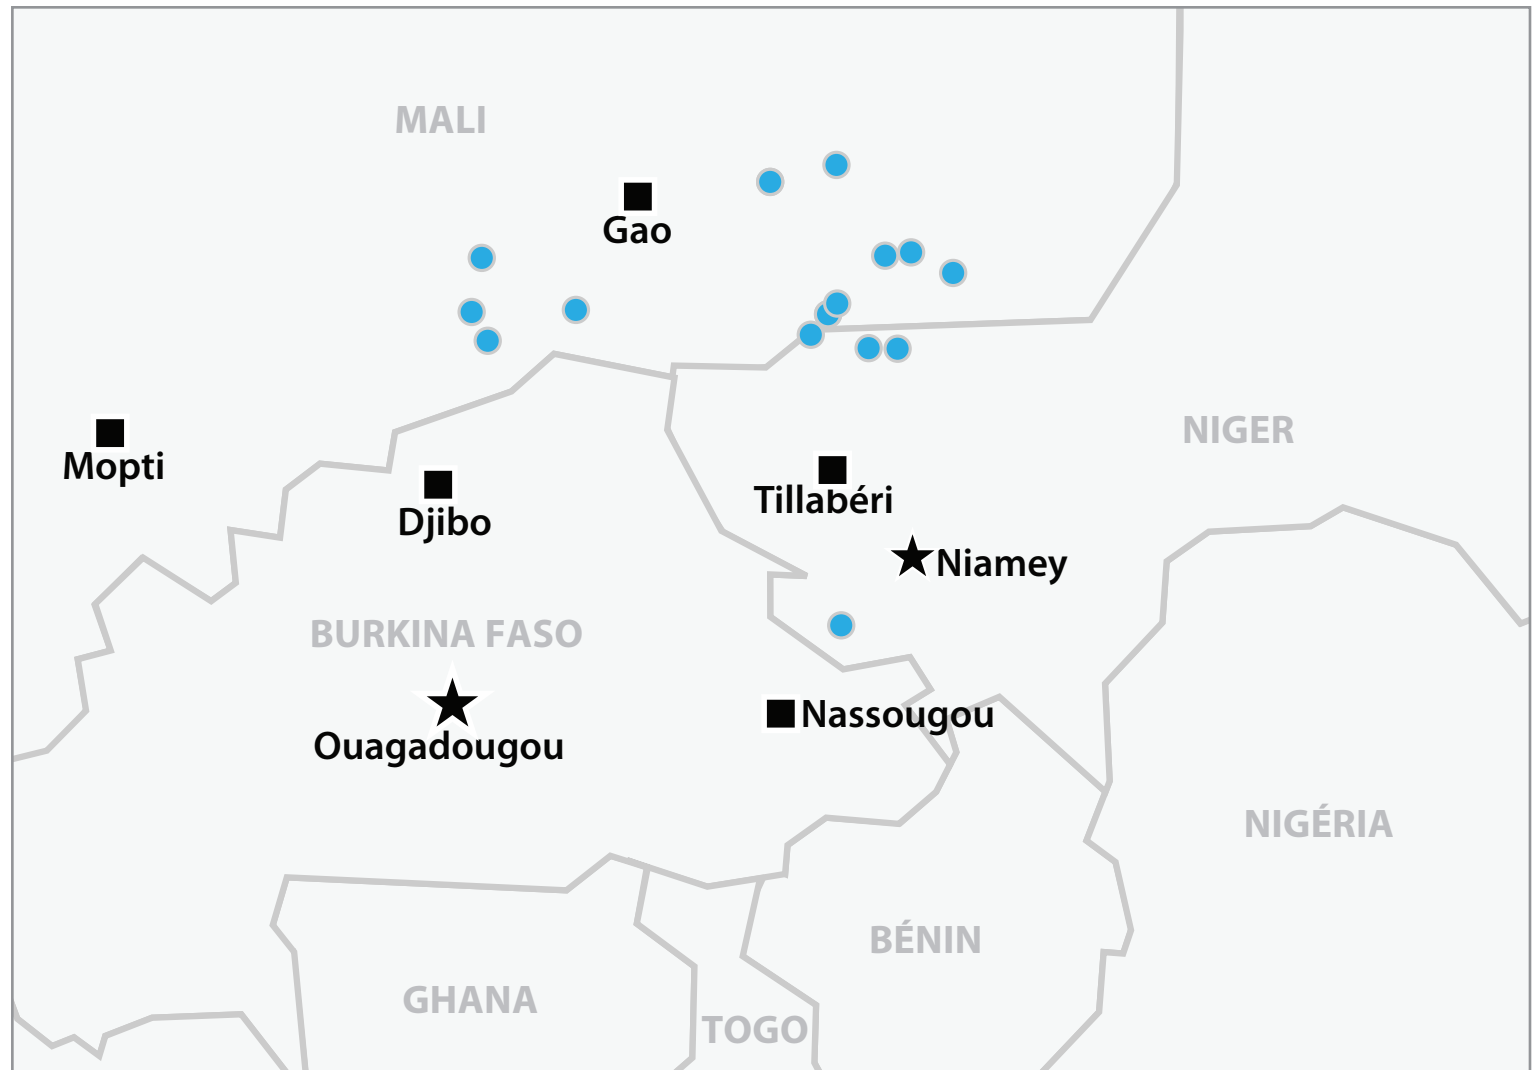 MALI
Gao
NIGER
Mopti
Tillabéri
Djibo
Niamey
BURKINA FASO
Nassougou
Ouagadougou
NIGÉRIA
BÉNIN
GHANA
TOGO